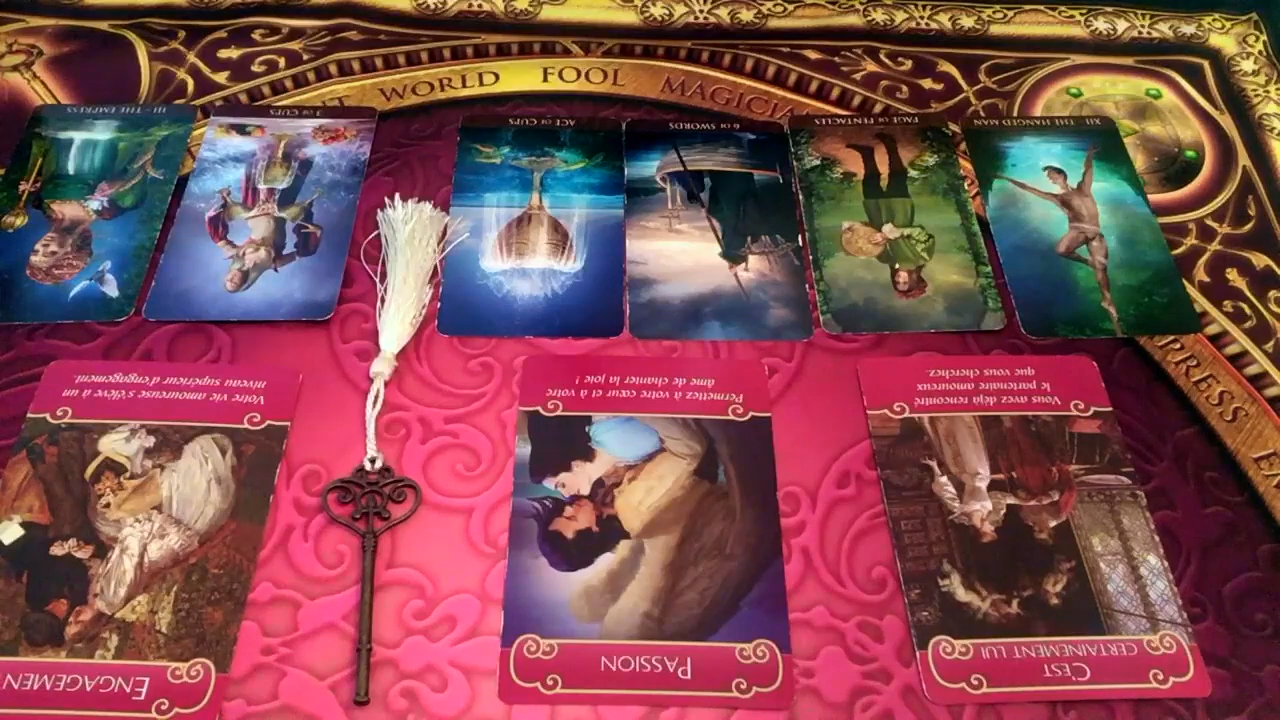 WORLD FOOL MAGICIA
III - THE EMPRESS
3 OF CUPS
ACE OF CUPS
6 OF SWORDS
PAGE OF PENTACLES
XII THE HANGED MAN
Votre vie amoureuse s'élève à un
niveau supérieur d'engagement.
ENGAGEMEN
Permettez à votre cœur et à votre
âme de chanter la joie !
PASSION
Vous avez déjà rencontré
le partenaire amoureux
que vous cherchez.
C'EST
CERTAINEMENT LUI
PRESS